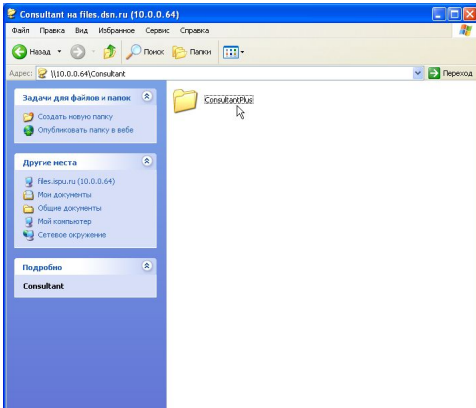 Consultant на files.dsn.ru (10.0.0.64)
Файл Правка Вид Избранное Сервис Справка
Назад Поиск Папки
Адрес: \\10.0.0.64\Consultant Переход
Задачи для файлов и папок
Создать новую папку
Опубликовать папку в вебе
Другие места
files.ispu.ru (10.0.0.64)
Мои документы
Общие документы
Мой компьютер
Сетевое окружение
Подробно
Consultant
ConsultantPlus